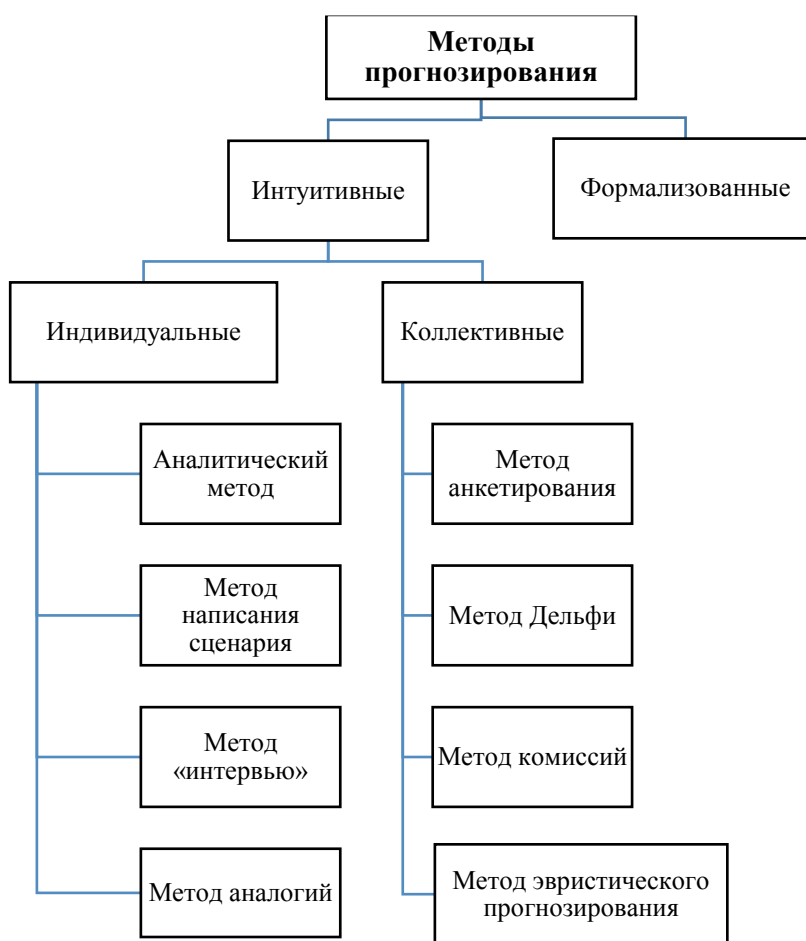 Методы
прогнозирования
Интуитивные
Формализованные
Индивидуальные
Коллективные
Аналитический
метод
Метод
написания
сценария
Метод
«интервью»
Метод аналогий
Метод
анкетирования
Метод Дельфи
Метод комиссий
Метод эвристического
прогнозирования